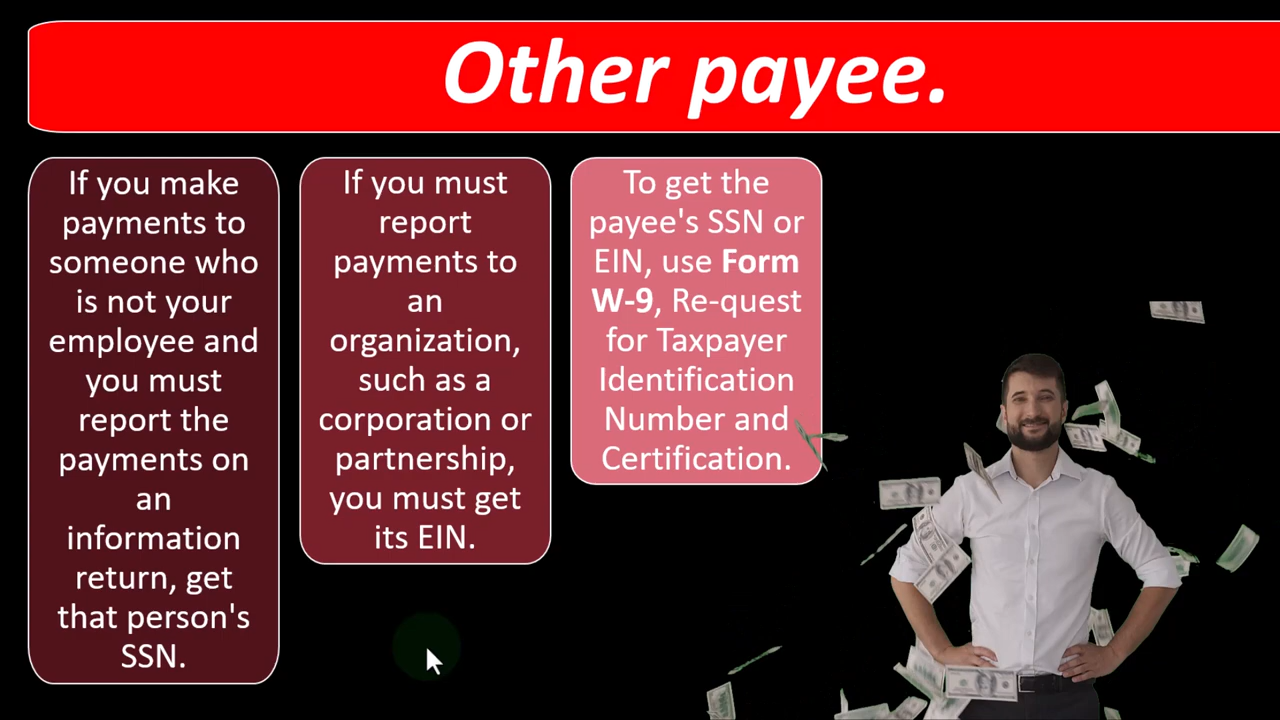 Other payee.
If you make
payments to
someone who
is not your
employee and
you must
report the
payments on
an
information
return, get
that person's
SSN.
If you must
report
payments to
an
organization,
such as a
corporation or
partnership,
you must get
its EIN.
To get the
payee's SSN or
EIN, use Form
W-9, Re-quest
for Taxpayer
Identification
Number and
Certification.